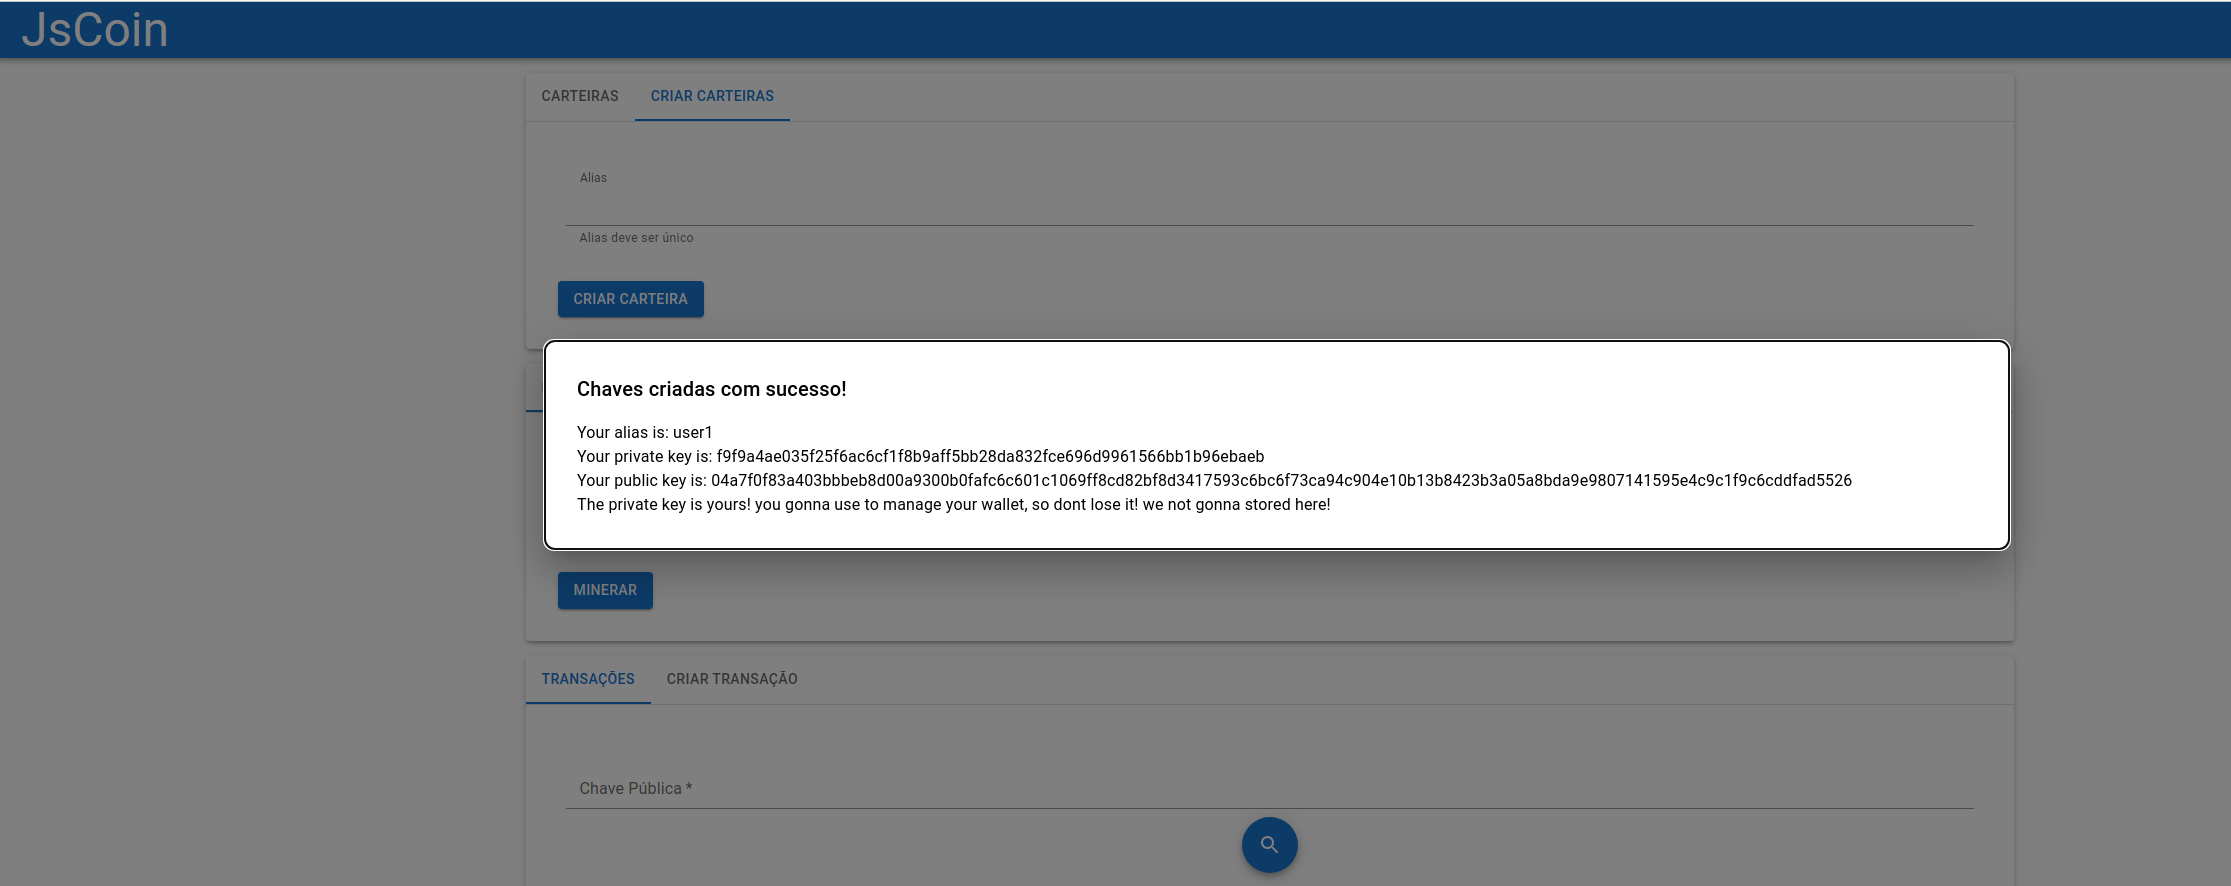 JsCoin
CARTEIRAS CRIAR CARTEIRAS
Alias
Alias deve ser único
CRIAR CARTEIRA
Chaves criadas com sucesso!
Your alias is: user1
Your private key is: f9f9a4ae035f25f6ac6cf1f8b9aff5bb28da832fce696d9961566bb1b96ebaeb
Your public key is: 04a7f0f83a403bbbeb8d00a9300b0fafc6c601c1069ff8cd82bf8d3417593c6bc6f73ca94c904e10b13b8423b3a05a8bda9e9807141595e4c9c1f9c6cddfad5526
The private key is yours! you gonna use to manage your wallet, so dont lose it! we not gonna stored here!
MINERAR
TRANSAÇÕES CRIAR TRANSAÇÃO
Chave Pública *